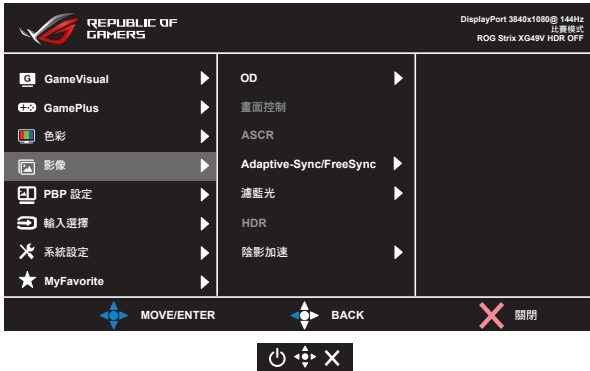 REPUBLIC OF
GAMERS
DisplayPort 3840x1080@ 144Hz
比賽模式
ROG Strix XG49V HDR OFF
G GameVisual
GamePlus
色彩
影像
PBP 設定
輸入選擇
系統設定
MyFavorite
OD
畫面控制
ASCR
Adaptive-Sync/FreeSync
濾藍光
HDR
陰影加速
MOVE/ENTER
BACK
關閉